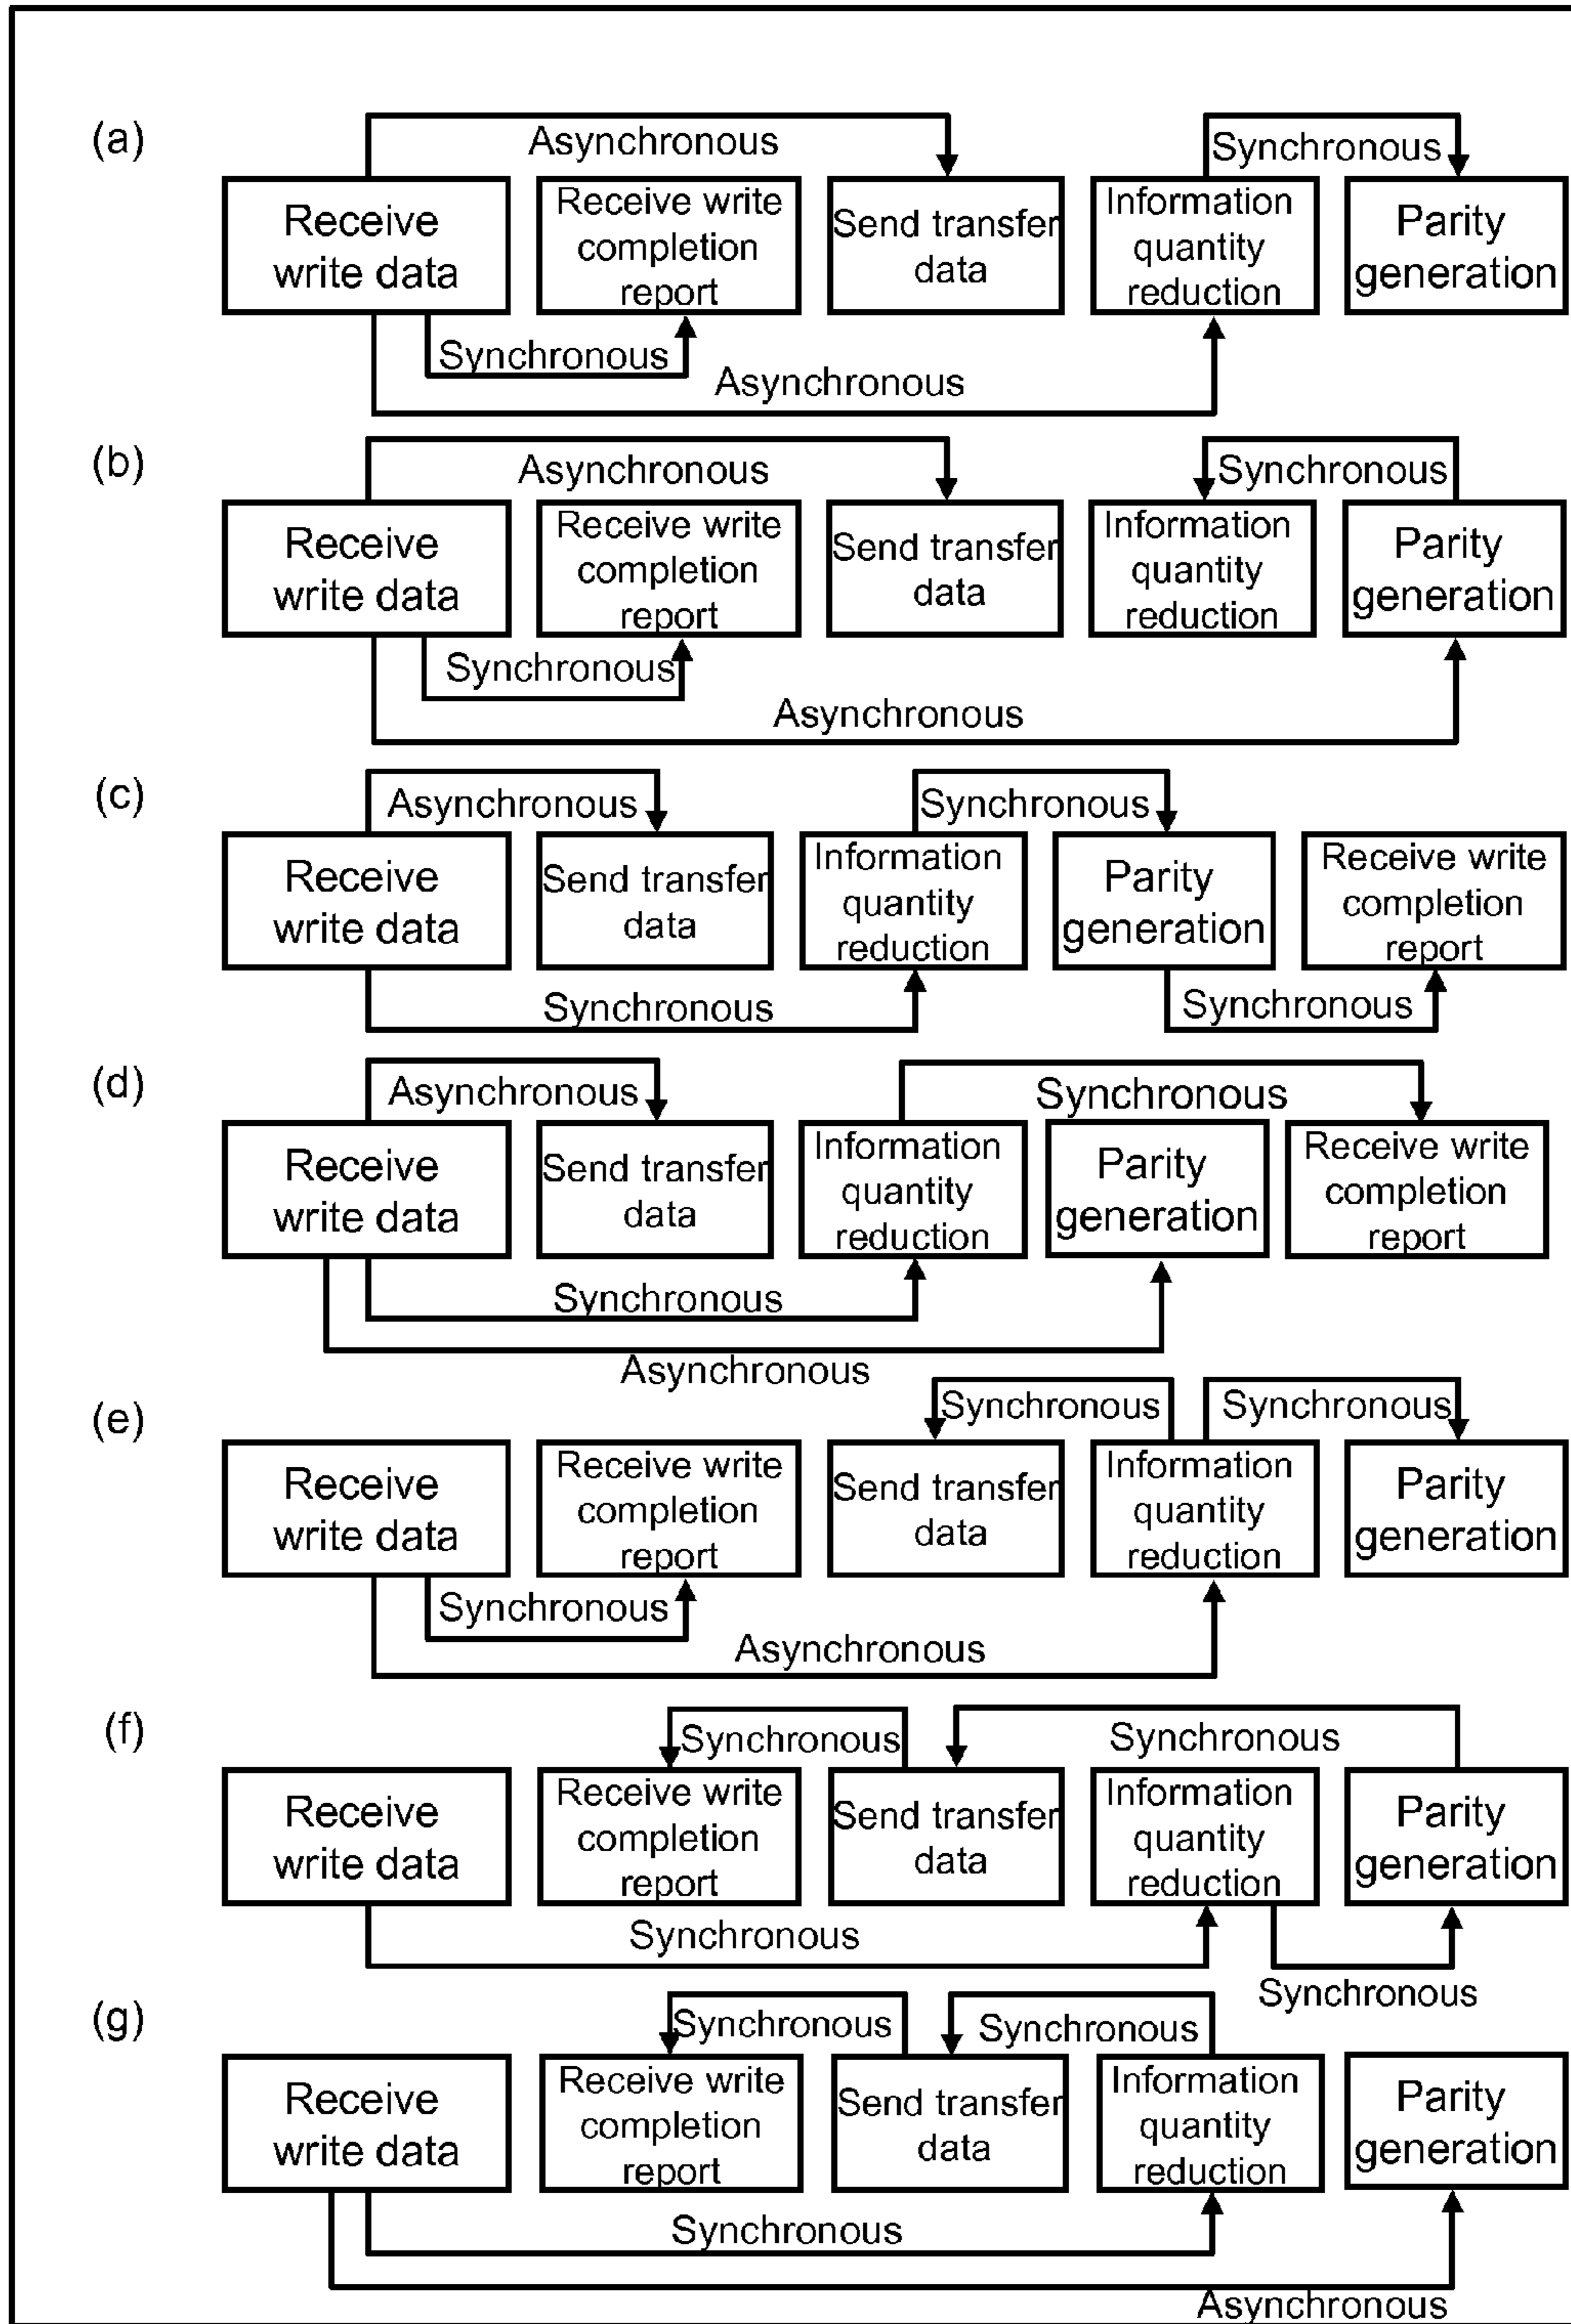 (a)
Asynchronous
Synchronous
Receive
write data
Receive write
completion
report
Send transfer
data
Information
quantity
reduction
Parity
generation
Synchronous
Asynchronous
(b)
Asynchronous
Synchronous
Receive
write data
Receive write
completion
report
Send transfer
data
Information
quantity
reduction
Parity
generation
Synchronous
Asynchronous
(c)
Asynchronous
Synchronous
Receive
write data
Send transfer
data
Information
quantity
reduction
Parity
generation
Receive write
completion
report
Synchronous
Synchronous
(d)
Asynchronous
Synchronous
Receive
write data
Send transfer
data
Information
quantity
reduction
Parity
generation
Receive write
completion
report
Synchronous
Asynchronous
(e)
Synchronous
Synchronous
Receive
write data
Receive write
completion
report
Send transfer
data
Information
quantity
reduction
Parity
generation
Synchronous
Asynchronous
(f)
Synchronous
Synchronous
Receive
write data
Receive write
completion
report
Send transfer
data
Information
quantity
reduction
Parity
generation
Synchronous
Synchronous
(g)
Synchronous
Synchronous
Receive
write data
Receive write
completion
report
Send transfer
data
Information
quantity
reduction
Parity
generation
Synchronous
Asynchronous